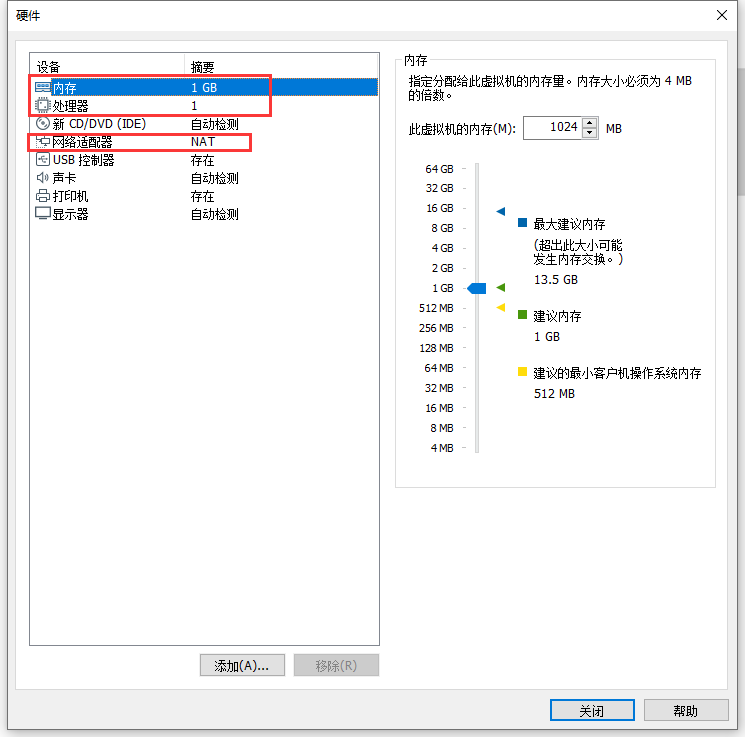 硬件
设备 摘要
内存 1 GB
处理器 1
新 CD/DVD (IDE) 自动检测
网络适配器 NAT
USB 控制器 存在
声卡 自动检测
打印机 存在
显示器 自动检测
添加(A)... 移除(R)
内存
指定分配给此虚拟机的内存量。内存大小必须为 4 MB
的倍数。
此虚拟机的内存(M): 1024 MB
64 GB
32 GB
16 GB
8 GB
4 GB
2 GB
1 GB
512 MB
256 MB
128 MB
64 MB
32 MB
16 MB
8 MB
4 MB
最大建议内存
(超出此大小可能
发生内存交换。)
13.5 GB
建议内存
1 GB
建议的最小客户机操作系统内存
512 MB
关闭 帮助